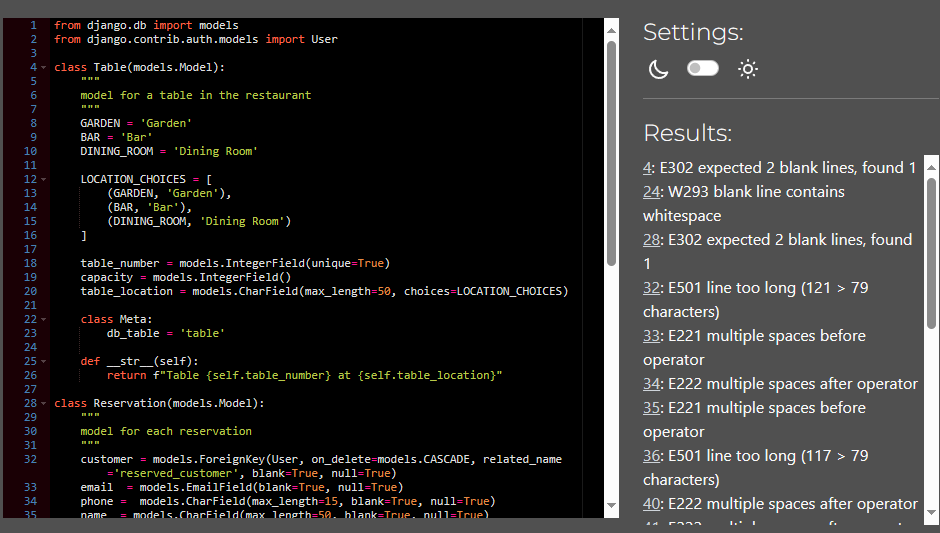 1 from django.db import models
2 from django.contrib.auth.models import User
3
4 class Table(models.Model):
5 """
6 model for a table in the restaurant
7 """
8 GARDEN = 'Garden'
9 BAR = 'Bar'
10 DINING_ROOM = 'Dining Room'
11
12 LOCATION_CHOICES = [
13 (GARDEN, 'Garden'),
14 (BAR, 'Bar'),
15 (DINING_ROOM, 'Dining Room')
16 ]
17
18 table_number = models.IntegerField(unique=True)
19 capacity = models.IntegerField()
20 table_location = models.CharField(max_length=50, choices=LOCATION_CHOICES)
21
22 class Meta:
23 db_table = 'table'
24
25 def __str__(self):
26 return f"Table {self.table_number} at {self.table_location}"
27
28 class Reservation(models.Model):
29 """
30 model for each reservation
31 """
32 customer = models.ForeignKey(User, on_delete=models.CASCADE, related_name
='reserved_customer', blank=True, null=True)
33 email  = models.EmailField(blank=True, null=True)
34 phone =  models.CharField(max_length=15, blank=True, null=True)
35 name  = models.CharField(max_length=50, blank=True, null=True)
Settings:
Results:
4: E302 expected 2 blank lines, found 1
24: W293 blank line contains
whitespace
28: E302 expected 2 blank lines, found
1
32: E501 line too long (121 > 79
characters)
33: E221 multiple spaces before
operator
34: E222 multiple spaces after operator
35: E221 multiple spaces before
operator
36: E501 line too long (117 > 79
characters)
40: E222 multiple spaces after operator